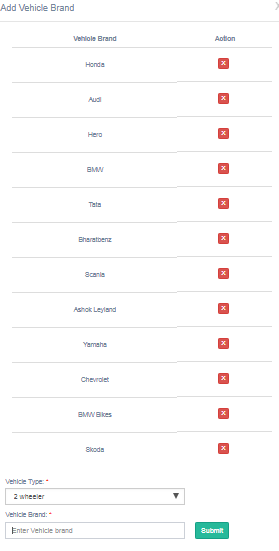 Add Vehicle Brand X
Vehicle Brand Action
Honda X
Audi X
Hero X
BMW X
Tata X
Bharatbenz X
Scania X
Ashok Leyland X
Yamaha X
Chevrolet X
BMW Bikes X
Skoda X
Vehicle Type: *
2 wheeler
Vehicle Brand: *
Enter Vehicle brand Submit